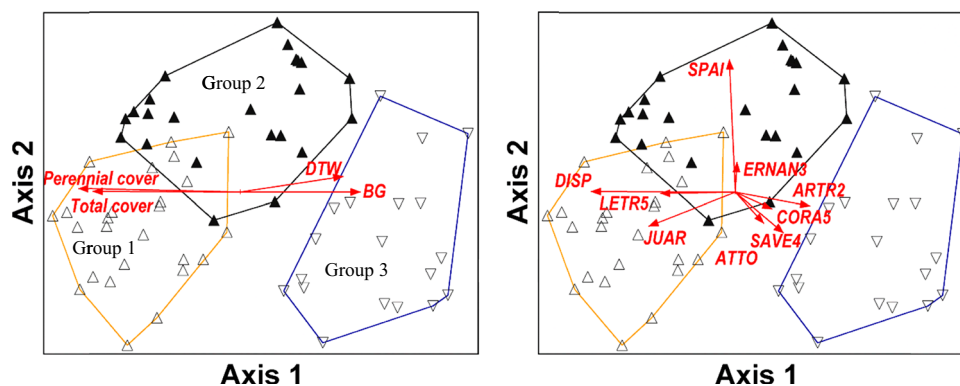 Axis 2
Group 2
DTW
Perennial cover
BG
Total cover
Group 1
Group 3
Axis 1
Axis 2
SPAI
ERNAN3
DISP
ARTR2
LETR5
CORA5
JUAR
SAVE4
ATTO
Axis 1